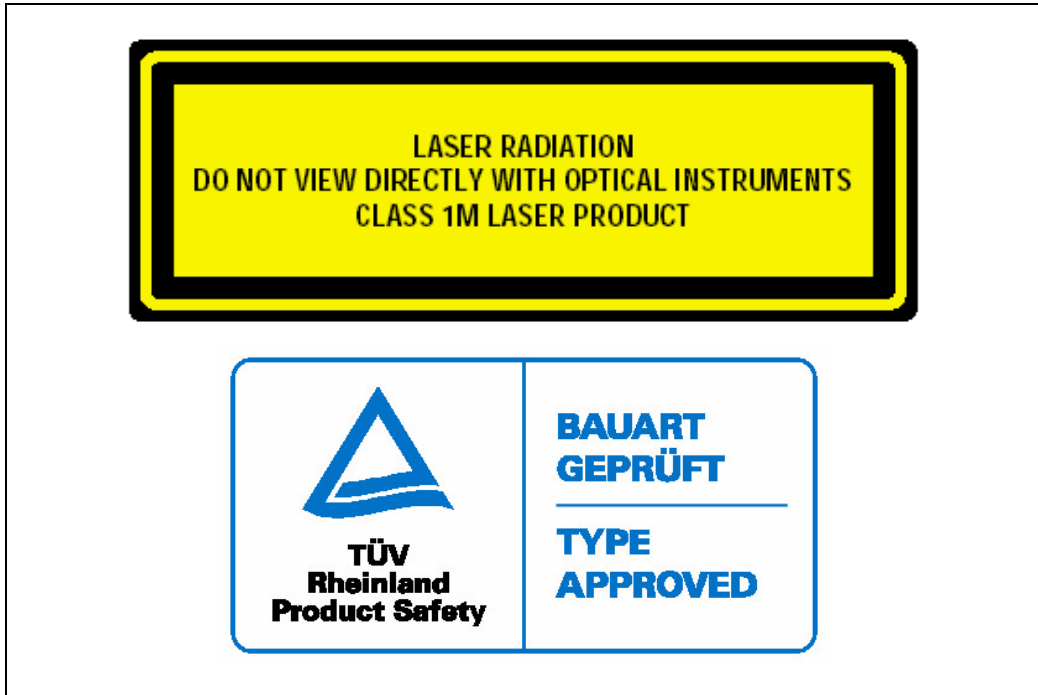 LASER RADIATION
DO NOT VIEW DIRECTLY WITH OPTICAL INSTRUMENTS
CLASS 1M LASER PRODUCT
TÜV
Rheinland
Product Safety
BAUART
GEPRÜFT
TYPE
APPROVED